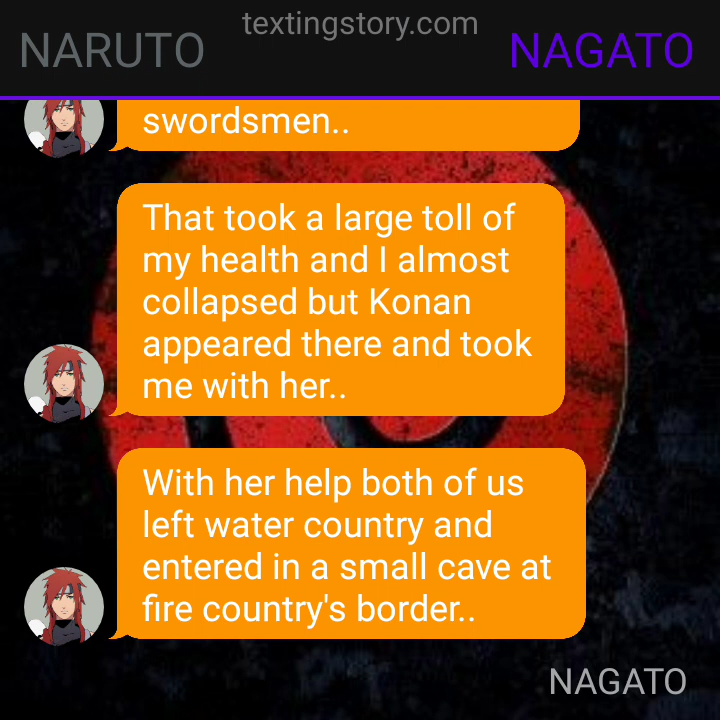 textingstory.com
NARUTO
NAGATO
swordsmen..
That took a large toll of
my health and I almost
collapsed but Konan
appeared there and took
me with her..
With her help both of us
left water country and
entered in a small cave at
fire country's border..
NAGATO